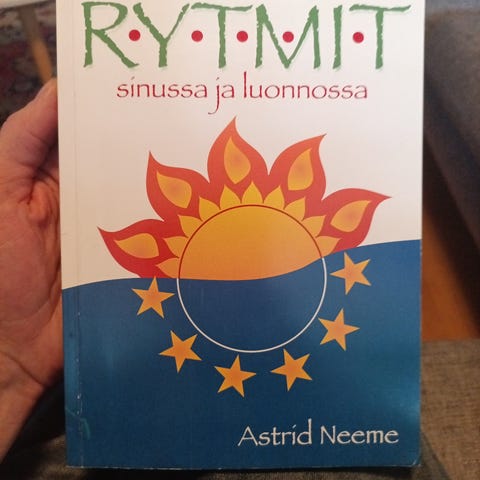 R•Y•T•M•I•T
sinussa ja luonnossa
Astrid Neeme